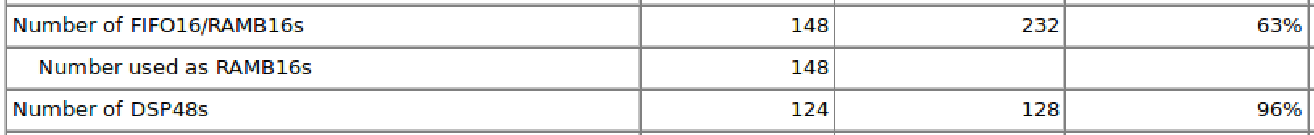 Number of FIFO16/RAMB16s 148 232 63%
Number used as RAMB16s 148
Number of DSP48s 124 128 96%